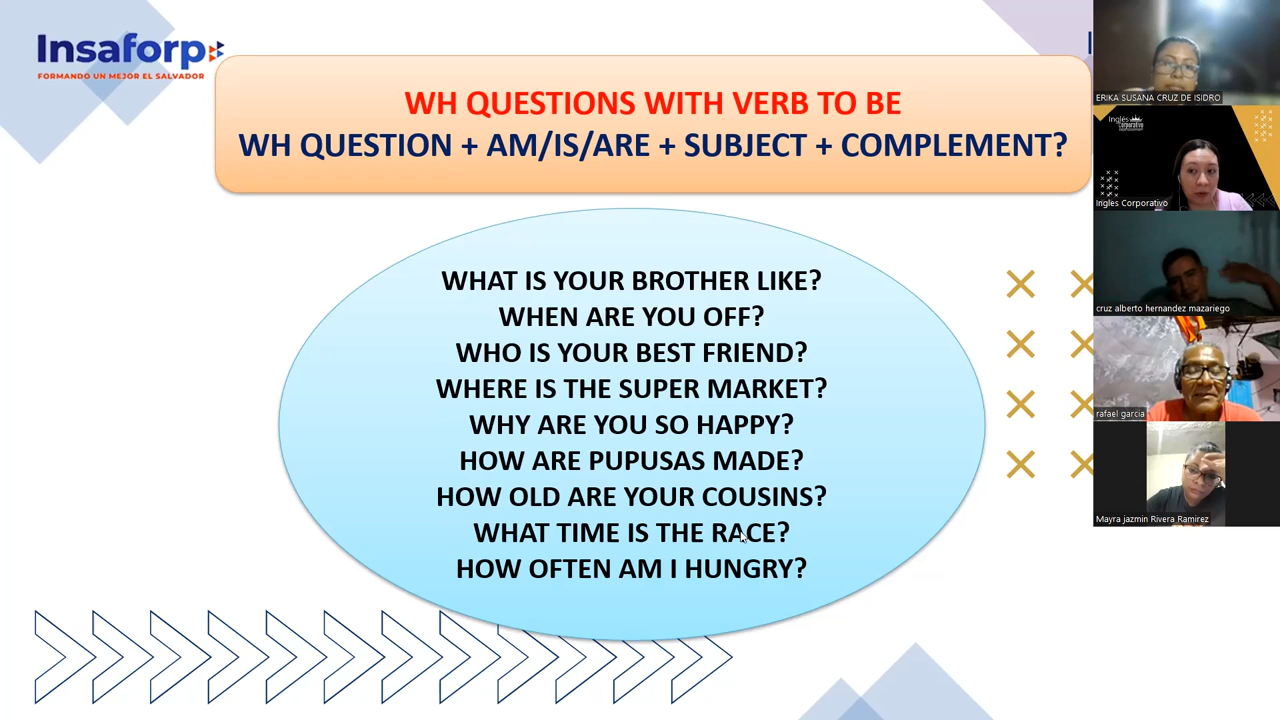 Insaforp
FORMANDO UN MEJOR EL SALVADOR
WH QUESTIONS WITH VERB TO BE
WH QUESTION + AM/IS/ARE + SUBJECT + COMPLEMENT?
WHAT IS YOUR BROTHER LIKE?
WHEN ARE YOU OFF?
WHO IS YOUR BEST FRIEND?
WHERE IS THE SUPER MARKET?
WHY ARE YOU SO HAPPY?
HOW ARE PUPUSAS MADE?
HOW OLD ARE YOUR COUSINS?
WHAT TIME IS THE RACE?
HOW OFTEN AM I HUNGRY?
ERIKA SUSANA CRUZ DE ISIDRO
Inglés
Corporativo
Ingles Corporativo
cruz alberto hernandez mazariego
rafael garcia
Mayra jazmin Rivera Ramirez